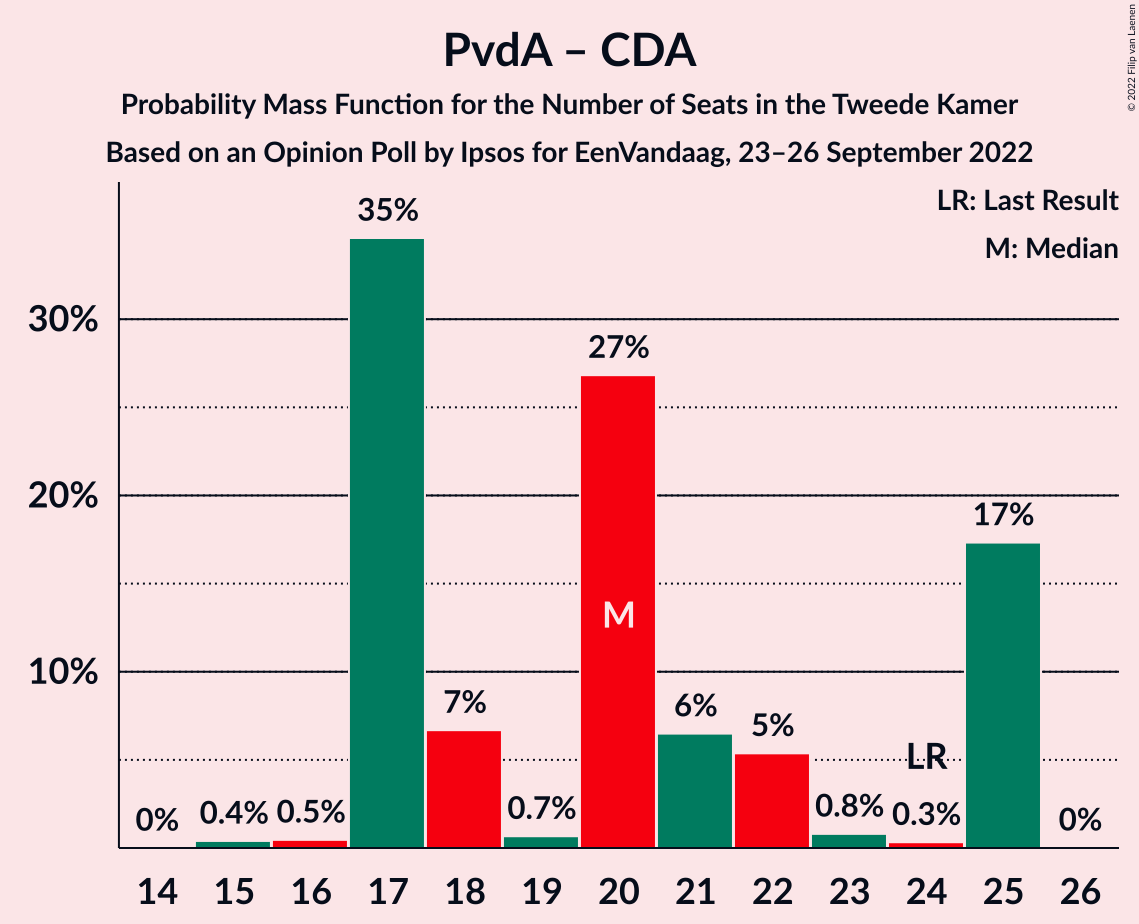 PvdA – CDA
Probability Mass Function for the Number of Seats in the Tweede Kamer
Based on an Opinion Poll by Ipsos for EenVandaag, 23–26 September 2022
© 2022 Filip van Laenen
LR: Last Result
M: Median
30%
20%
10%
0%
0.4%
0.5%
35%
7%
0.7%
27%
M
6%
5%
0.8%
LR
0.3%
17%
0%
14 15 16 17 18 19 20 21 22 23 24 25 26